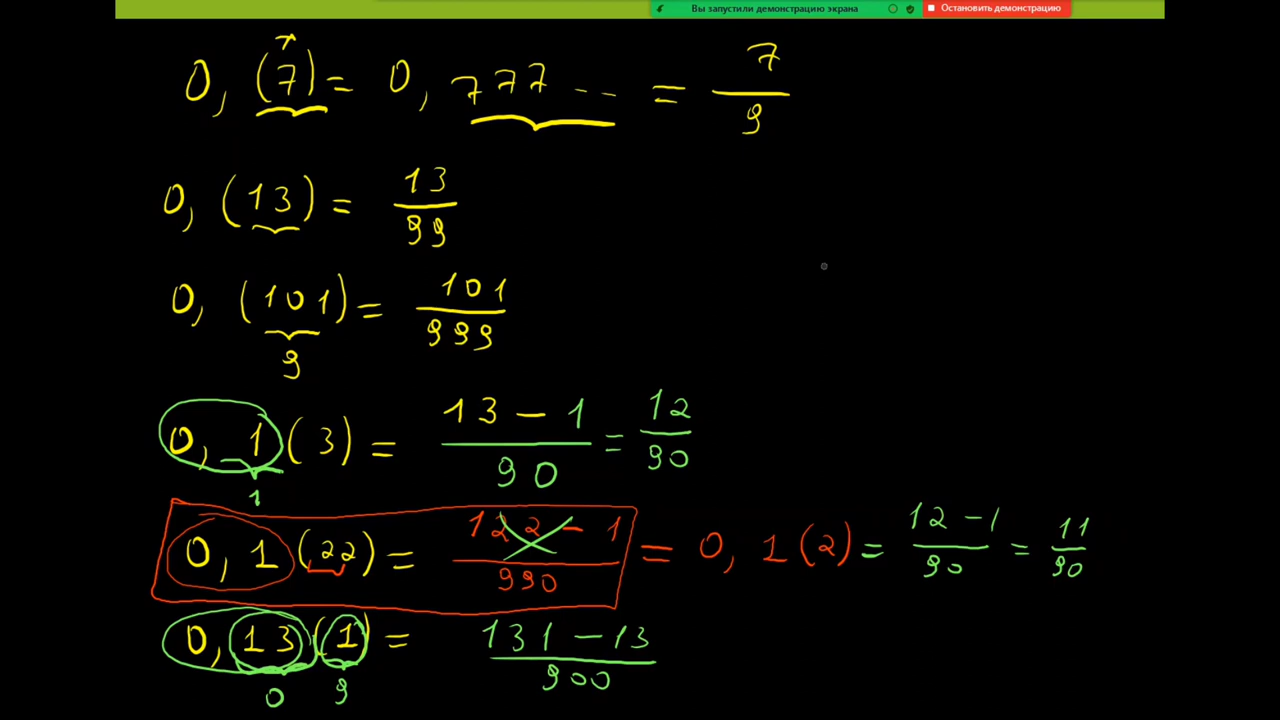 Вы запустили демонстрацию экрана Остановить демонстрацию
0, (7) = 0, 777... = 7/9
0, (13) = 13/99
0, (101) = 101/999
9
0, 1(3) = 13 - 1/90 = 12/90
1
0, 1(22) = 122 - 1/990 = 0, 1(2) = 12 - 1/90 = 11/90
0, 13(1) = 131 - 13/900
0 9